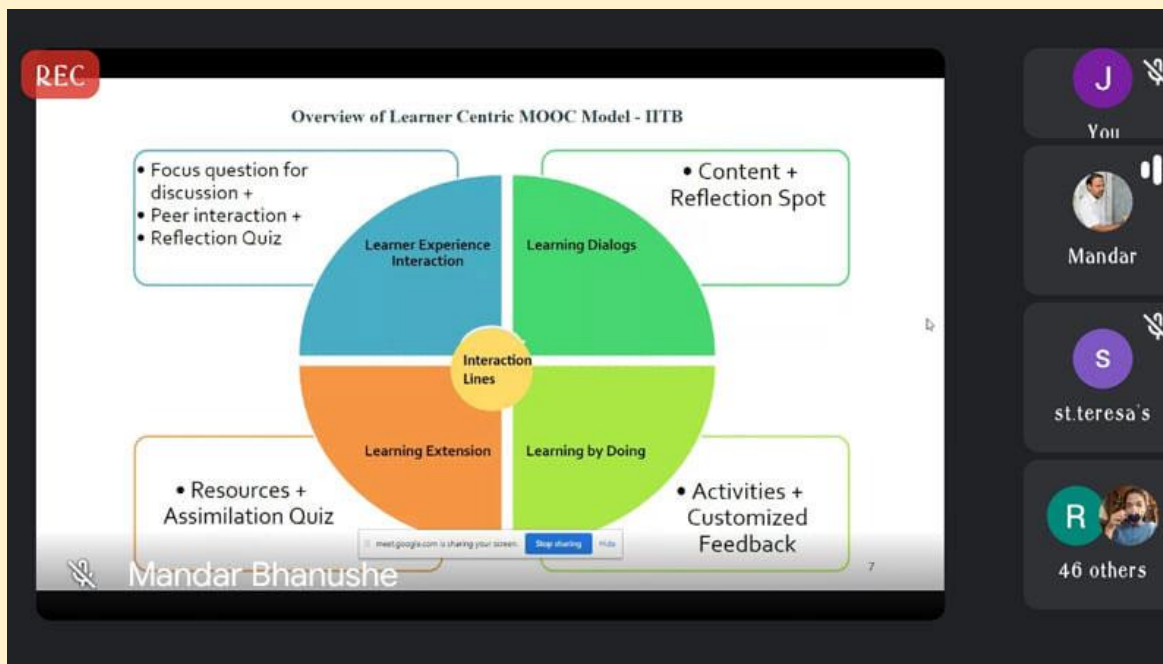 REC
Overview of Learner Centric MOOC Model - IITB
• Focus question for
discussion +
• Peer interaction +
• Reflection Quiz
• Content +
Reflection Spot
Learner Experience
Interaction
Learning Dialogs
Interaction
Lines
Learning Extension
Learning by Doing
• Resources +
Assimilation Quiz
• Activities +
Customized
Feedback
meet.google.com is sharing your screen.
Stop sharing
Hide
Mandar Bhanushe
7
J
You
Mandar
S
st.teresa's
R
46 others